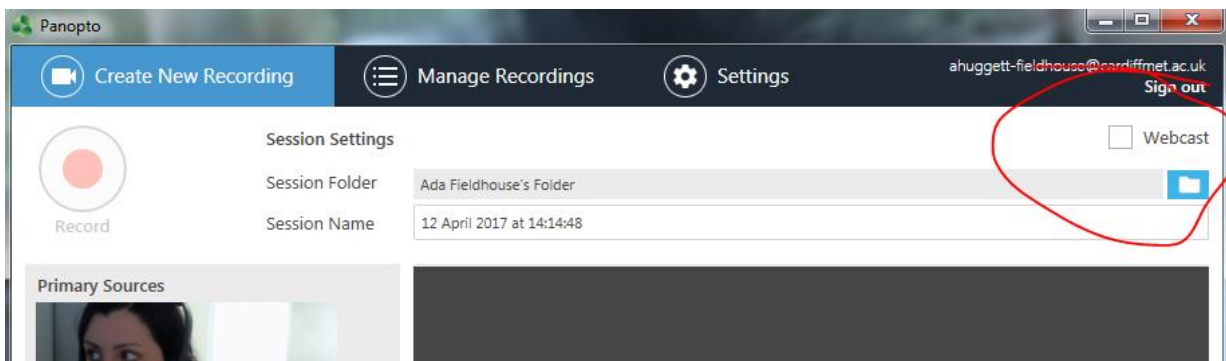 Panopto
Create New Recording
Manage Recordings
Settings
ahuggett-fieldhouse@cardiffmet.ac.uk
Sign out
Session Settings
Webcast
Session Folder
Ada Fieldhouse's Folder
Record
Session Name
12 April 2017 at 14:14:48
Primary Sources